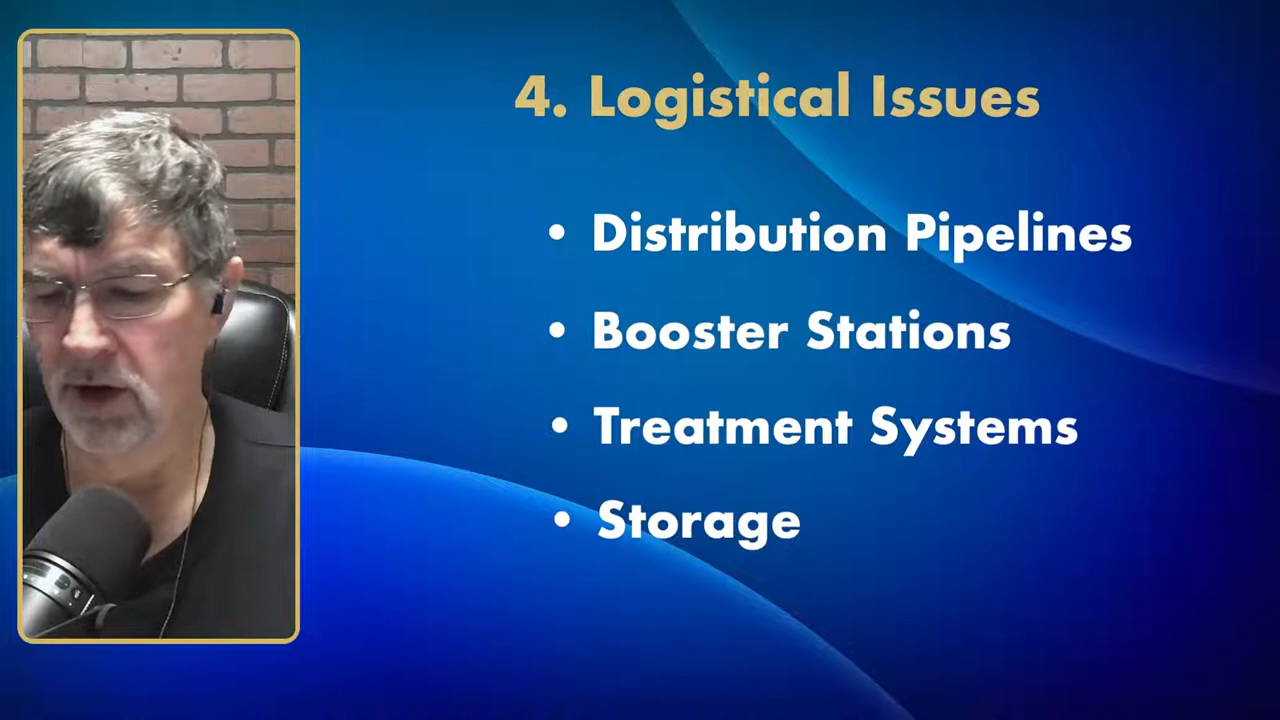 4. Logistical Issues
• Distribution Pipelines
• Booster Stations
• Treatment Systems
• Storage